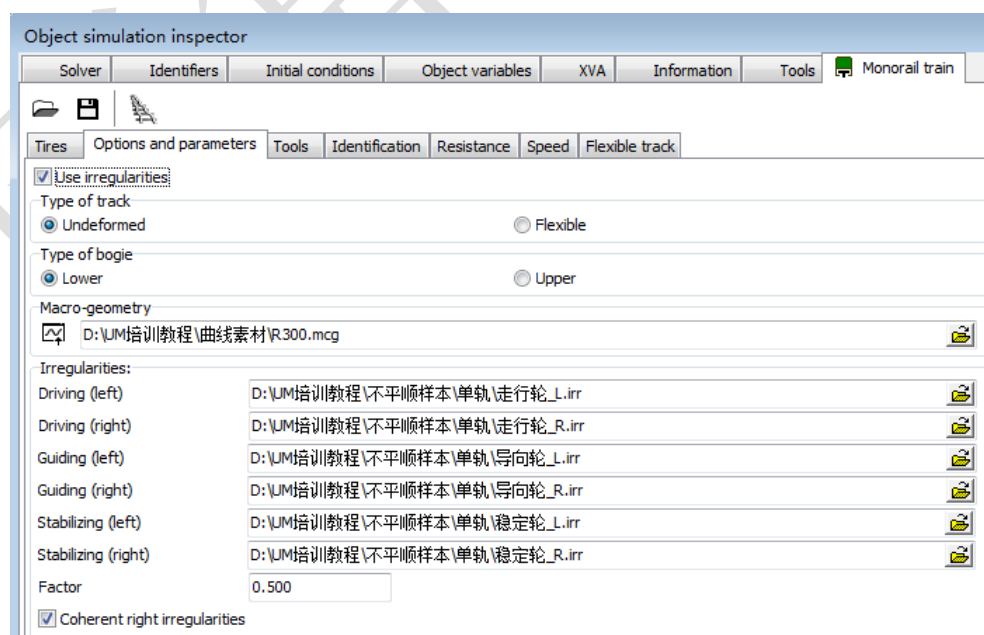 Object simulation inspector
Solver Identifiers Initial conditions Object variables XVA Information Tools Monorail train
Tires Options and parameters Tools Identification Resistance Speed Flexible track
Use irregularities
Type of track
Undeformed Flexible
Type of bogie
Lower Upper
Macro-geometry
D:\UM培训教程\曲线素材\R300.mcg
Irregularities:
Driving (left) D:\UM培训教程\不平顺样本\单轨\走行轮_L.irr
Driving (right) D:\UM培训教程\不平顺样本\单轨\走行轮_R.irr
Guiding (left) D:\UM培训教程\不平顺样本\单轨\导向轮_L.irr
Guiding (right) D:\UM培训教程\不平顺样本\单轨\导向轮_R.irr
Stabilizing (left) D:\UM培训教程\不平顺样本\单轨\稳定轮_L.irr
Stabilizing (right) D:\UM培训教程\不平顺样本\单轨\稳定轮_R.irr
Factor 0.500
Coherent right irregularities